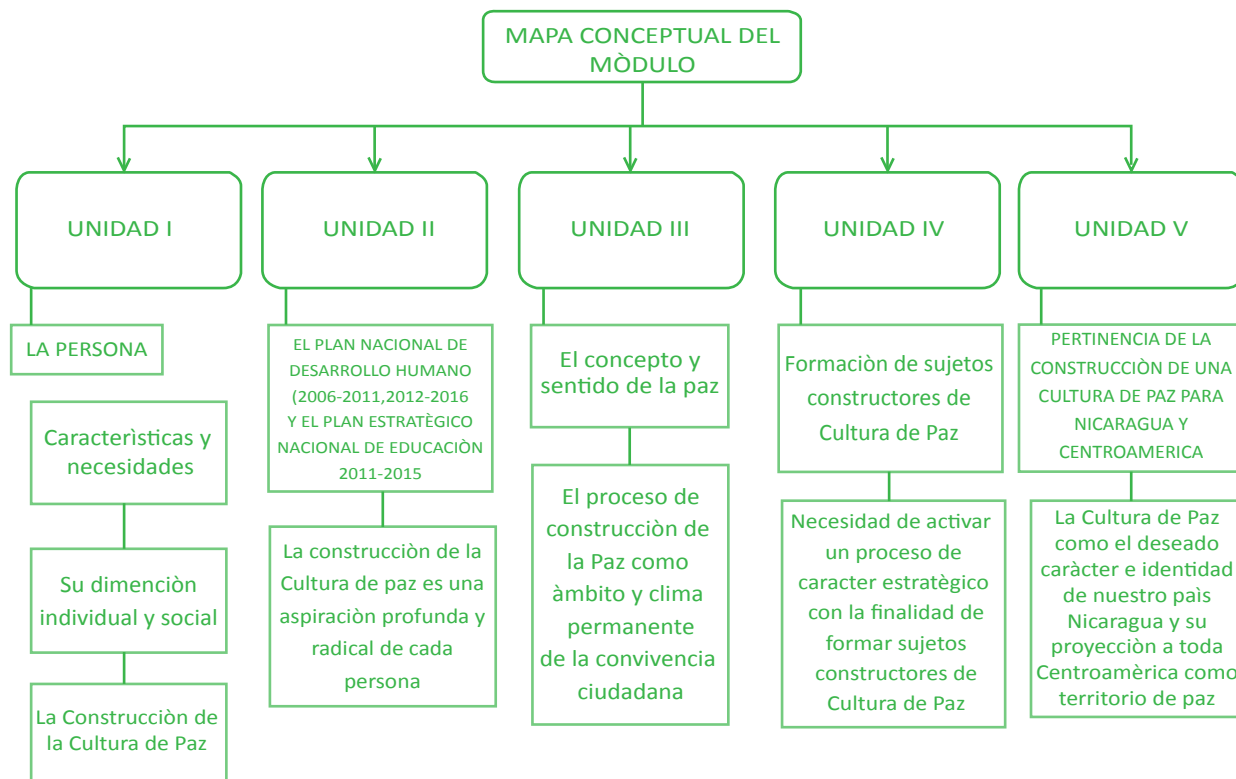 MAPA CONCEPTUAL DEL
MÒDULO
UNIDAD I
UNIDAD II
UNIDAD III
UNIDAD IV
UNIDAD V
LA PERSONA
Caracterìsticas y
necesidades
Su dimenciòn
individual y social
La Construcciòn de
la Cultura de Paz
EL PLAN NACIONAL DE
DESARROLLO HUMANO
(2006-2011,2012-2016
Y EL PLAN ESTRATÈGICO
NACIONAL DE EDUCACIÒN
2011-2015
La construcciòn de la
Cultura de paz es una
aspiraciòn profunda y
radical de cada
persona
El concepto y
sentido de la paz
El proceso de
construcciòn de
la Paz como
àmbito y clima
permanente
de la convivencia
ciudadana
Formaciòn de sujetos
constructores de
Cultura de Paz
Necesidad de activar
un proceso de
caracter estratègico
con la finalidad de
formar sujetos
constructores de
Cultura de Paz
PERTINENCIA DE LA
CONSTRUCCIÒN DE UNA
CULTURA DE PAZ PARA
NICARAGUA Y
CENTROAMERICA
La Cultura de Paz
como el deseado
caràcter e identidad
de nuestro paìs
Nicaragua y su
proyecciòn a toda
Centroamèrica como
territorio de paz